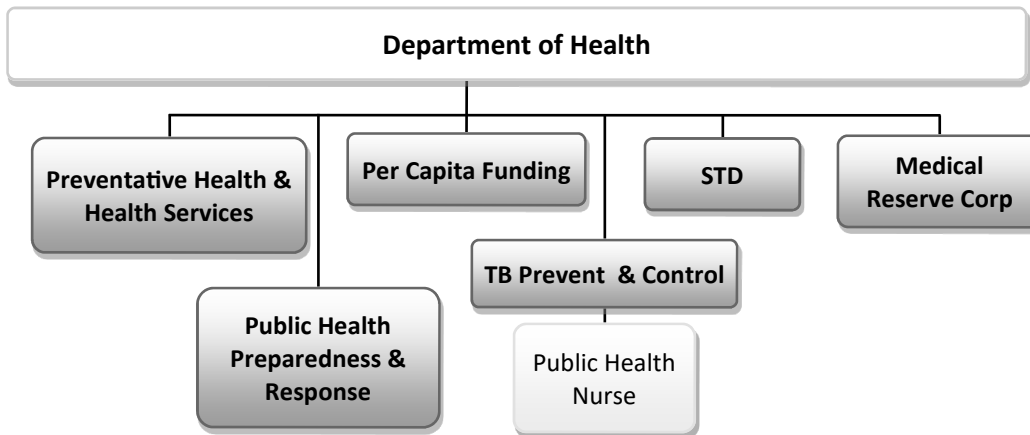 Department of Health
Preventative Health &
Health Services
Per Capita Funding
STD
Medical
Reserve Corp
TB Prevent & Control
Public Health
Preparedness &
Response
Public Health
Nurse